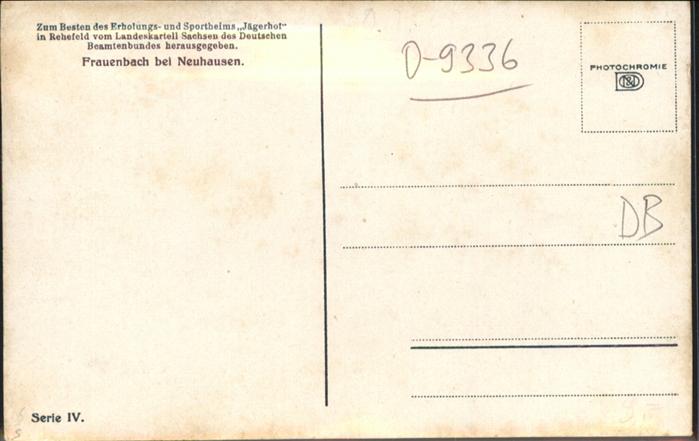 Zum Besten des Erholungs- und Sportheims „Jägerhof“
in Rehefeld vom Landeskartell Sachsen des Deutschen
Beamtenbundes herausgegeben.
Frauenbach bei Neuhausen.
D-9336
PHOTOCHROMIE
DB
Serie IV.